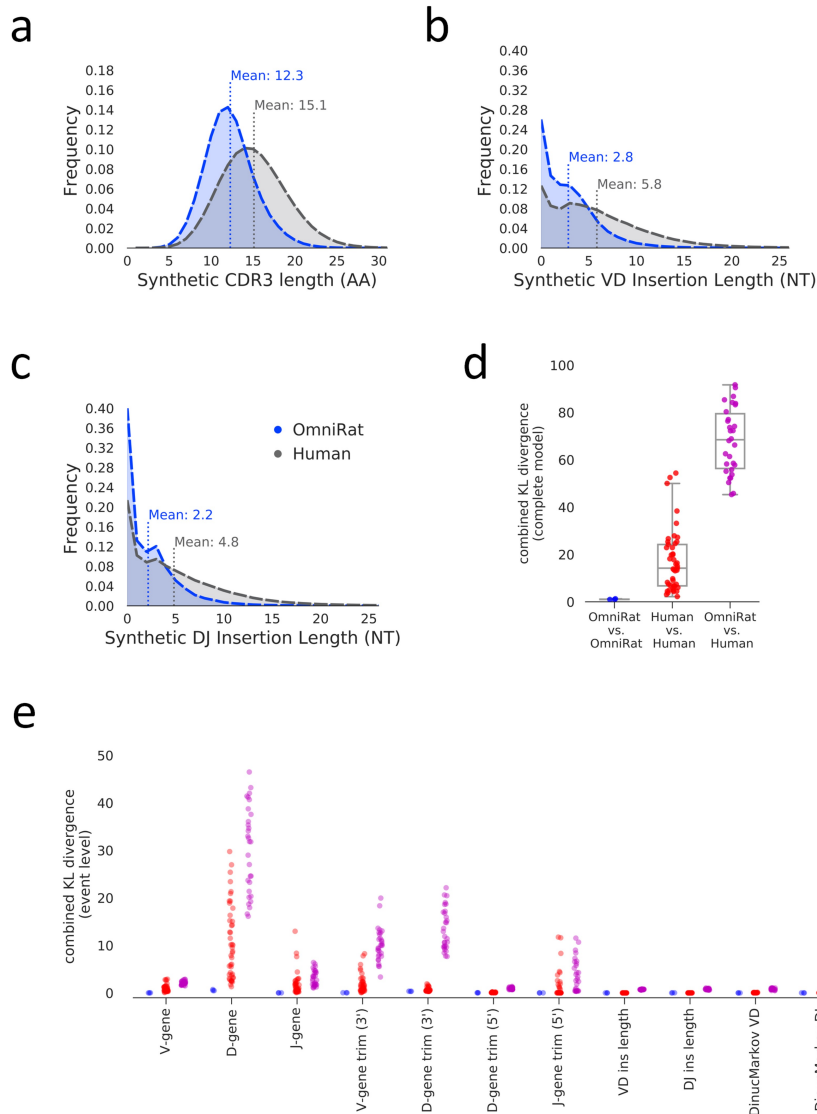 a
0.18
0.16
0.14
0.12
0.10
0.08
0.06
0.04
0.02
0.00
Frequency
Mean: 12.3
Mean: 15.1
0 5 10 15 20 25 30
Synthetic CDR3 length (AA)
b
0.40
0.36
0.32
0.28
0.24
0.20
0.16
0.12
0.08
0.04
0.00
Frequency
Mean: 2.8
Mean: 5.8
0 5 10 15 20 25
Synthetic VD Insertion Length (NT)
c
0.40
0.36
0.32
0.28
0.24
0.20
0.16
0.12
0.08
0.04
0.00
Frequency
OmniRat
Human
Mean: 2.2
Mean: 4.8
0 5 10 15 20 25
Synthetic DJ Insertion Length (NT)
d
100
80
60
40
20
0
combined KL divergence
(complete model)
OmniRat
vs.
OmniRat
Human
vs.
Human
OmniRat
vs.
Human
e
50
40
30
20
10
0
combined KL divergence
(event level)
V-gene
D-gene
J-gene
V-gene trim (3')
D-gene trim (3')
D-gene trim (5')
J-gene trim (5')
VD ins length
DJ ins length
DinucMarkov VD